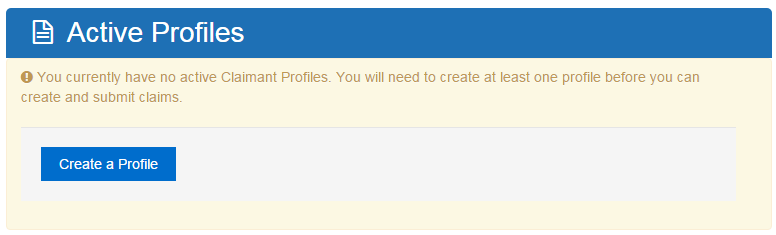 Active Profiles
You currently have no active Claimant Profiles. You will need to create at least one profile before you can
create and submit claims.
Create a Profile